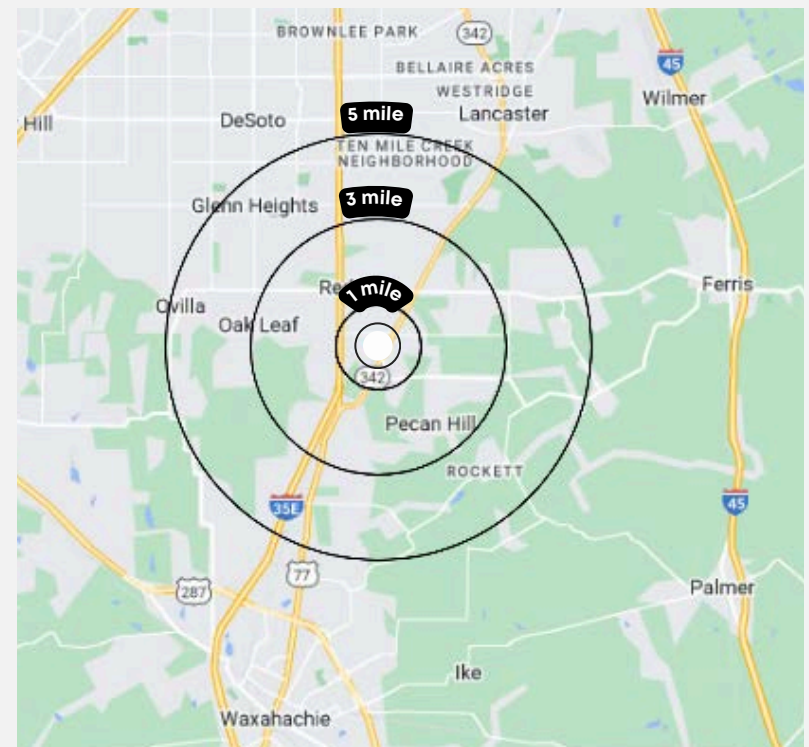 BROWNLEE PARK
342
BELLAIRE ACRES
45
WESTRIDGE
Wilmer
Hill
DeSoto
5 mile
Lancaster
TEN MILE CREEK
NEIGHBORHOOD
Glenn Heights
3 mile
Ferris
Re
1 mile
Ovilla
Oak Leaf
342
Pecan Hill
ROCKETT
35E
45
77
287
Palmer
Ike
Waxahachie